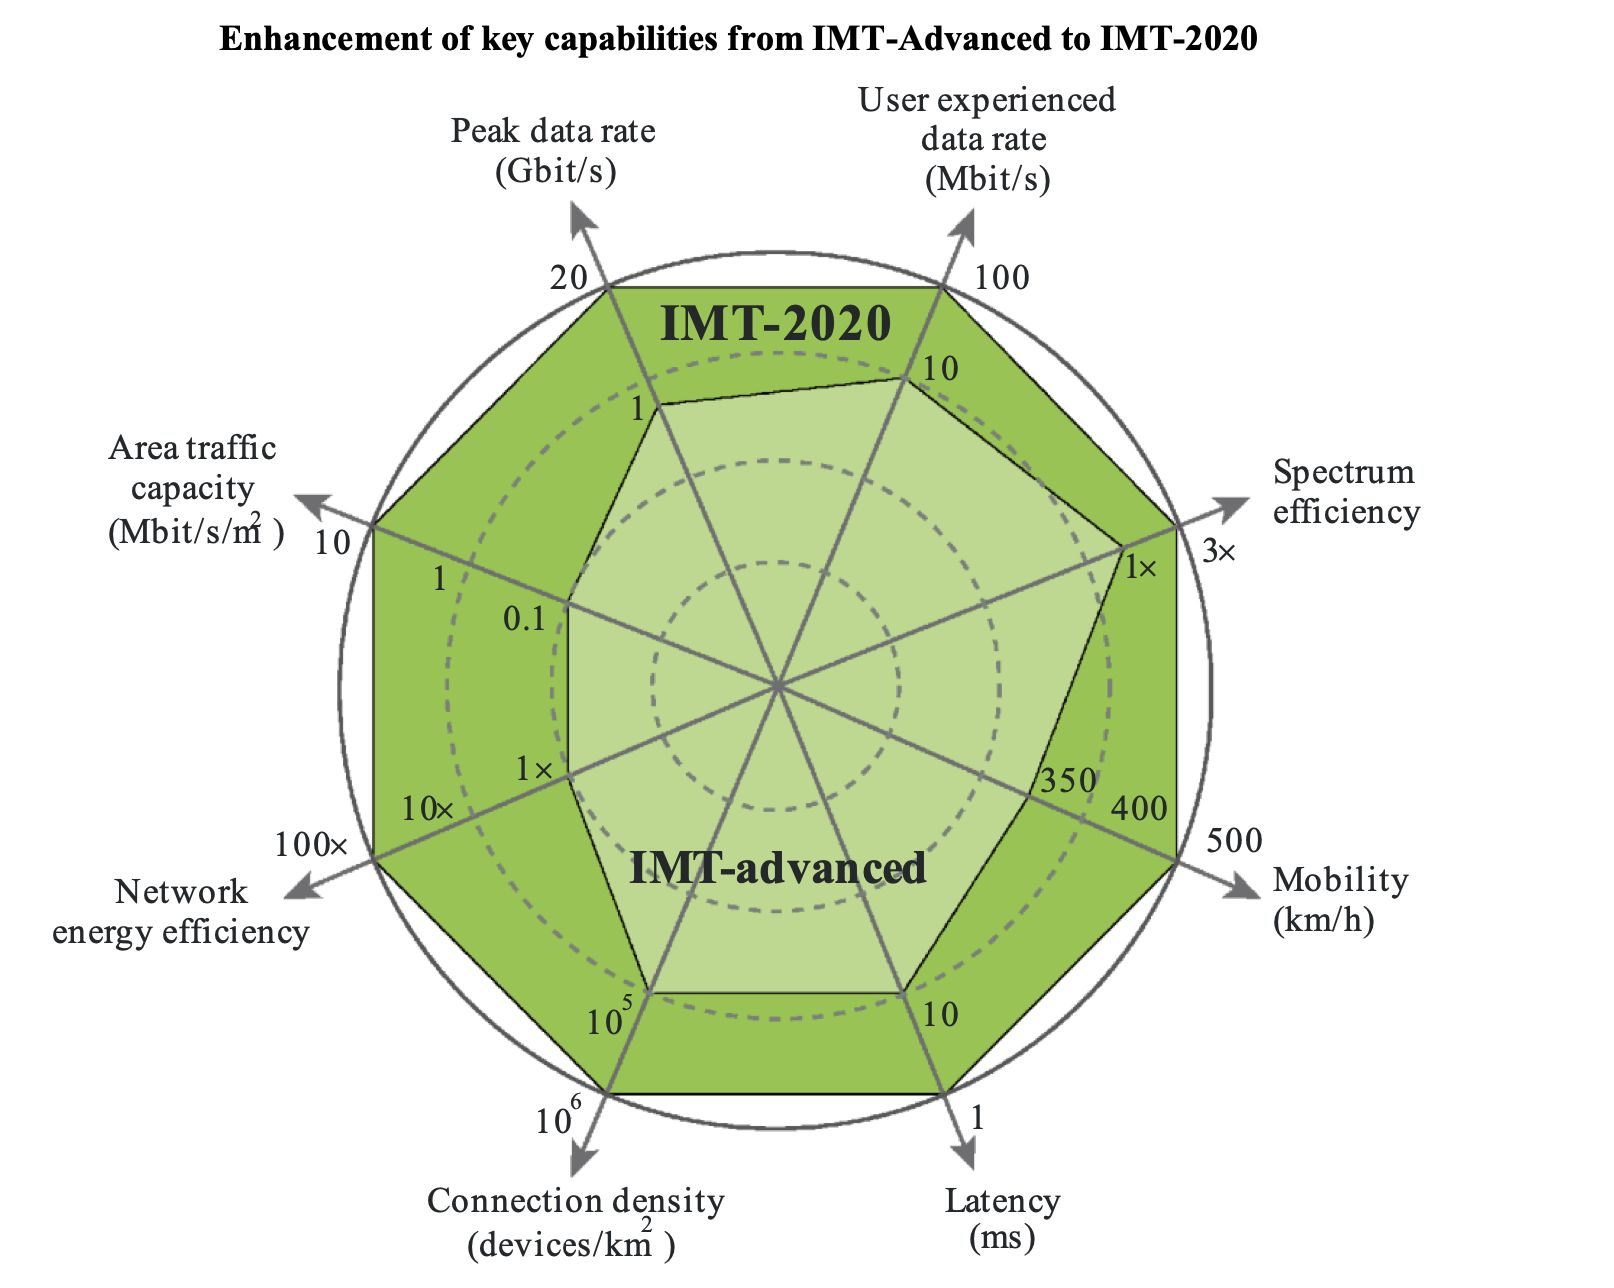 Enhancement of key capabilities from IMT-Advanced to IMT-2020
User experienced
data rate
(Mbit/s)
Peak data rate
(Gbit/s)
20
100
IMT-2020
10
1
Area traffic
capacity
(Mbit/s/m²)
Spectrum
efficiency
10
3×
1×
1
0.1
1×
350
10×
400
100×
500
IMT-advanced
Network
energy efficiency
Mobility
(km/h)
10⁵
10
10⁶
1
Connection density
(devices/km²)
Latency
(ms)